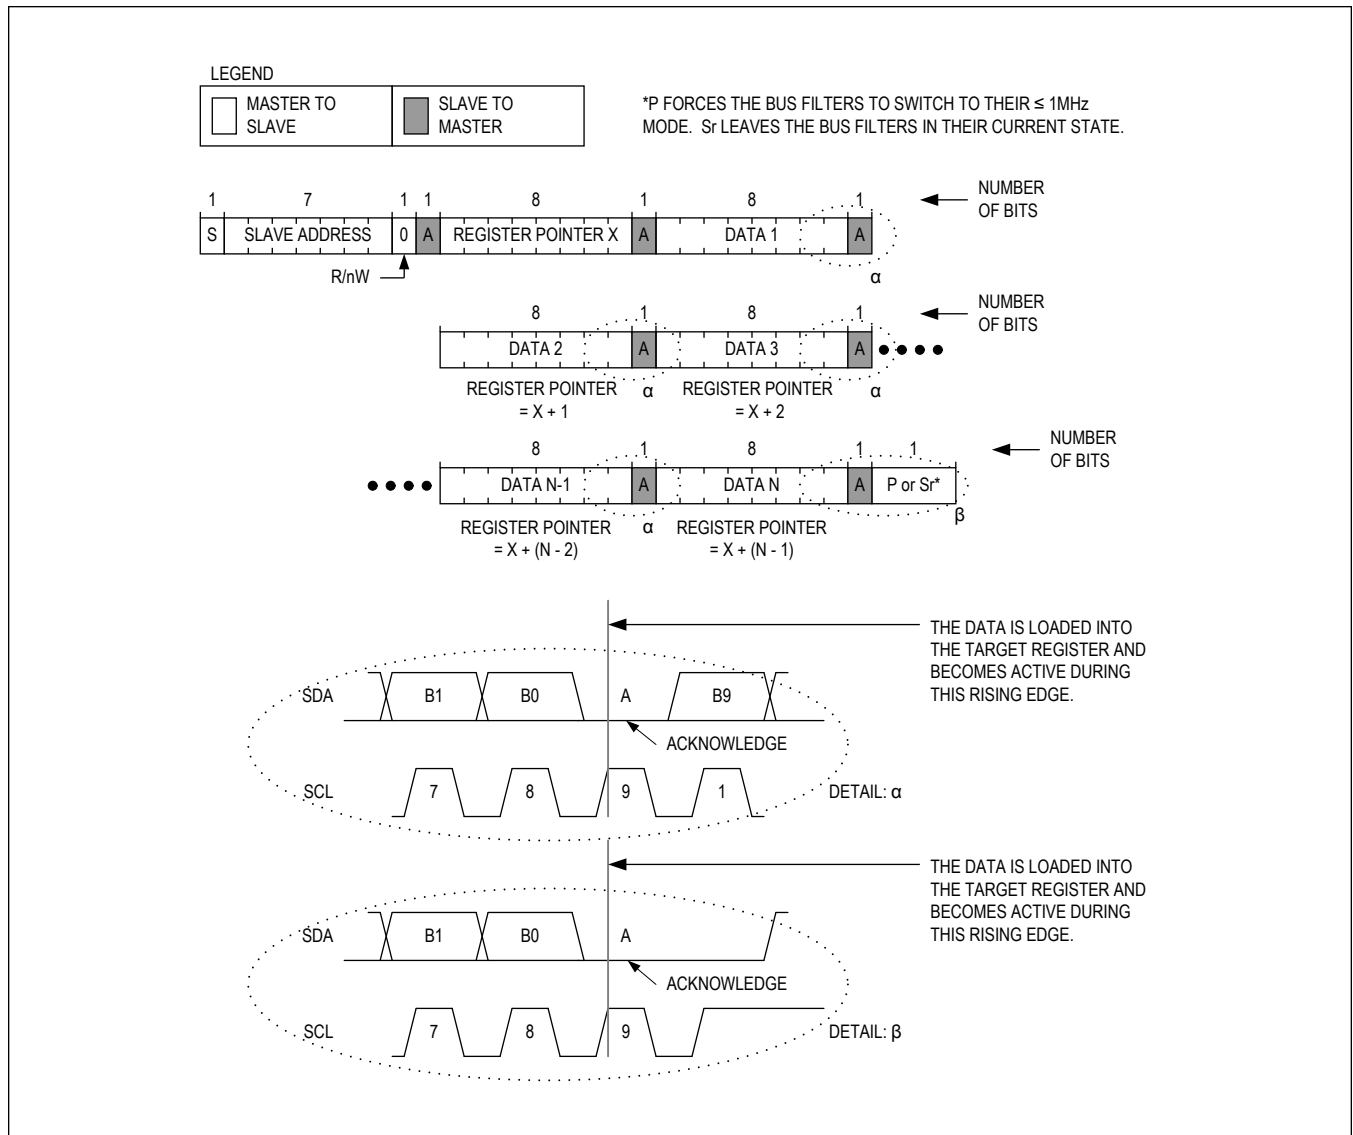 LEGEND
MASTER TO
SLAVE
SLAVE TO
MASTER
*P FORCES THE BUS FILTERS TO SWITCH TO THEIR ≤ 1MHz
MODE. Sr LEAVES THE BUS FILTERS IN THEIR CURRENT STATE.
1 7 1 1 8 1 8 1
NUMBER
OF BITS
S SLAVE ADDRESS 0 A REGISTER POINTER X A DATA 1 A
R/nW
α
8 1 8 1
NUMBER
OF BITS
DATA 2 A DATA 3 A
REGISTER POINTER
= X + 1
α
REGISTER POINTER
= X + 2
α
8 1 8 1 1
NUMBER
OF BITS
DATA N-1 A DATA N A P or Sr*
β
REGISTER POINTER
= X + (N - 2)
α
REGISTER POINTER
= X + (N - 1)
THE DATA IS LOADED INTO
THE TARGET REGISTER AND
BECOMES ACTIVE DURING
THIS RISING EDGE.
SDA B1 B0 A B9
ACKNOWLEDGE
SCL 7 8 9 1
DETAIL: α
THE DATA IS LOADED INTO
THE TARGET REGISTER AND
BECOMES ACTIVE DURING
THIS RISING EDGE.
SDA B1 B0 A
ACKNOWLEDGE
SCL 7 8 9
DETAIL: β